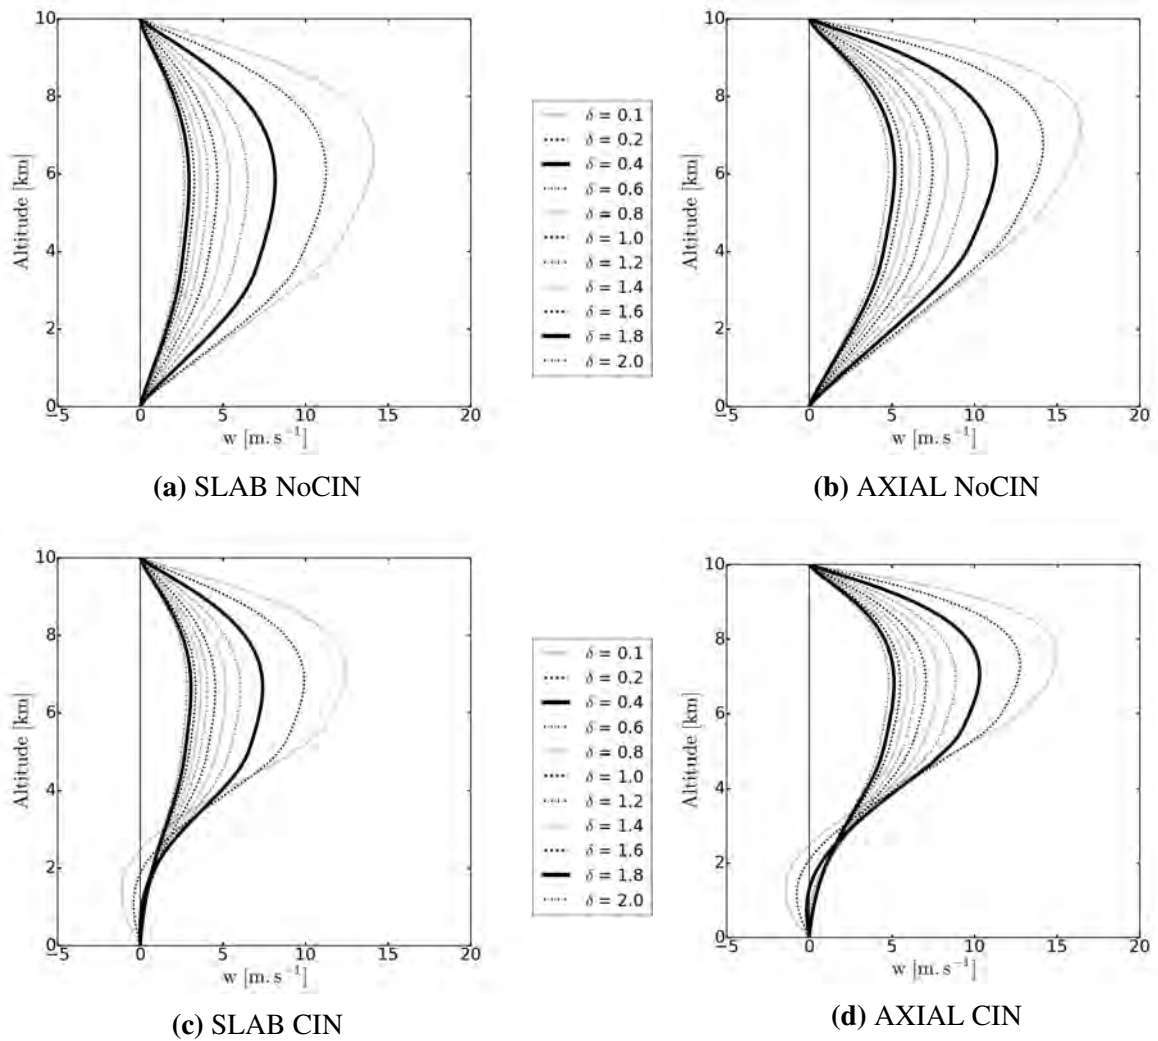 10
8
6
4
2
0
Altitude [km]
−5 0 5 10 15 20
w [m. s⁻¹]
(a) SLAB NoCIN
δ = 0.1
δ = 0.2
δ = 0.4
δ = 0.6
δ = 0.8
δ = 1.0
δ = 1.2
δ = 1.4
δ = 1.6
δ = 1.8
δ = 2.0
10
8
6
4
2
0
Altitude [km]
−5 0 5 10 15 20
w [m. s⁻¹]
(b) AXIAL NoCIN
10
8
6
4
2
0
Altitude [km]
−5 0 5 10 15 20
w [m. s⁻¹]
(c) SLAB CIN
δ = 0.1
δ = 0.2
δ = 0.4
δ = 0.6
δ = 0.8
δ = 1.0
δ = 1.2
δ = 1.4
δ = 1.6
δ = 1.8
δ = 2.0
10
8
6
4
2
0
Altitude [km]
−5 0 5 10 15 20
w [m. s⁻¹]
(d) AXIAL CIN